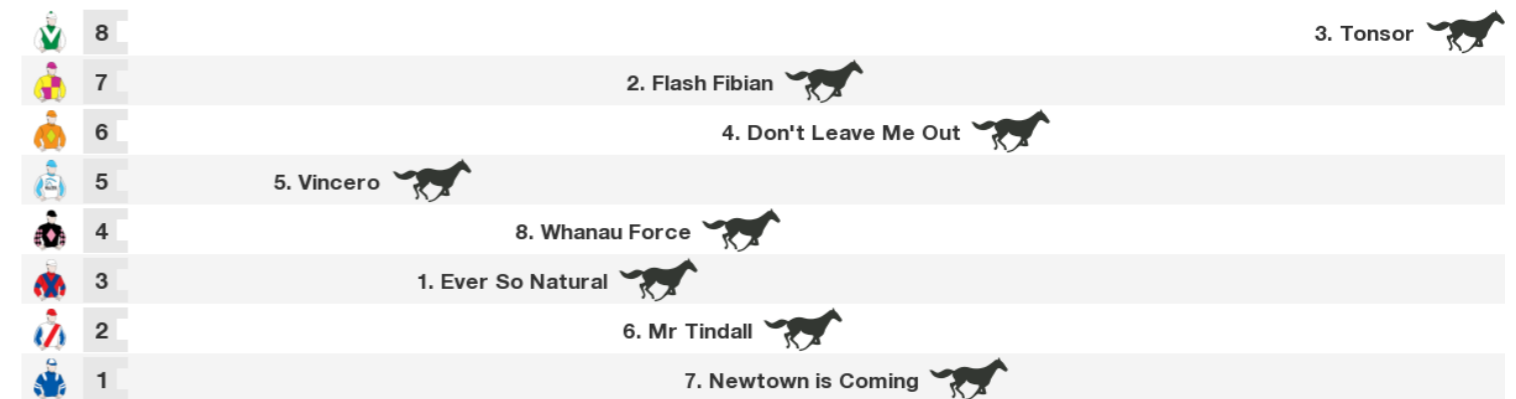 8 3. Tonsor
7 2. Flash Fibian
6 4. Don't Leave Me Out
5 5. Vincero
4 8. Whanau Force
3 1. Ever So Natural
2 6. Mr Tindall
1 7. Newtown is Coming